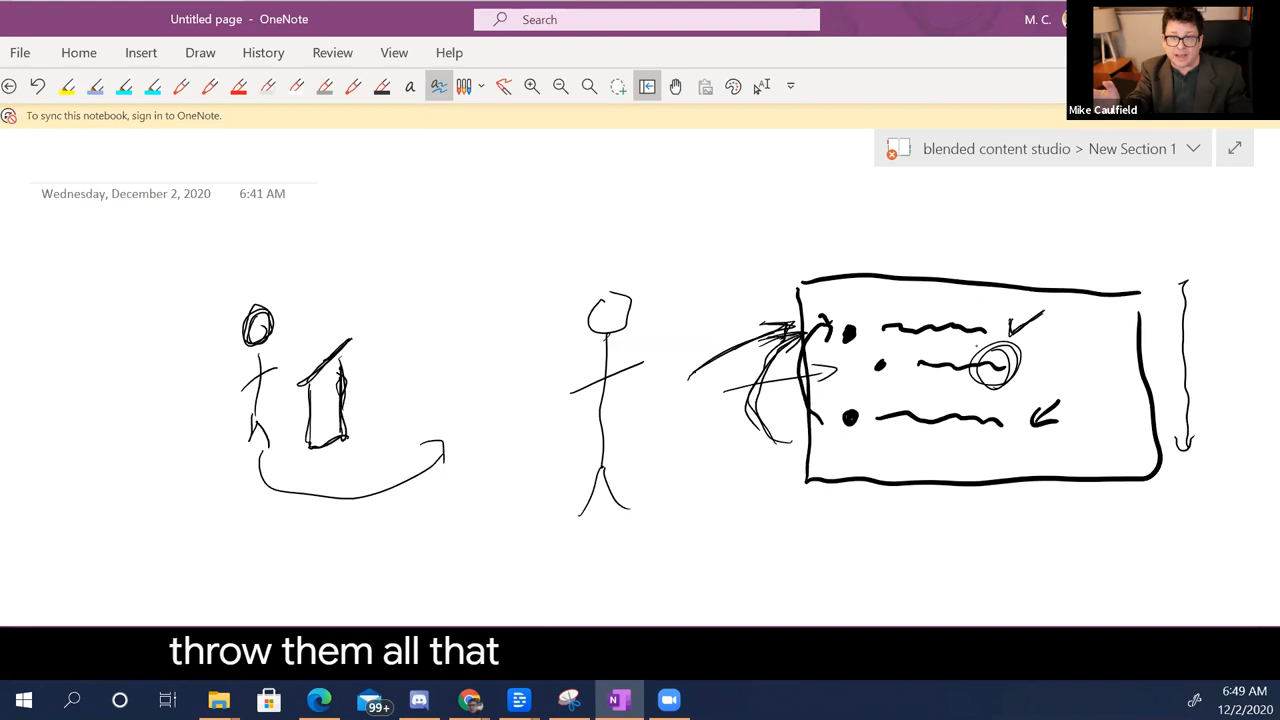 Untitled page - OneNote
Search
M. C.
File Home Insert Draw History Review View Help
To sync this notebook, sign in to OneNote.
Mike Caulfield
blended content studio > New Section 1
Wednesday, December 2, 2020 6:41 AM
throw them all that
99+
6:49 AM
12/2/2020